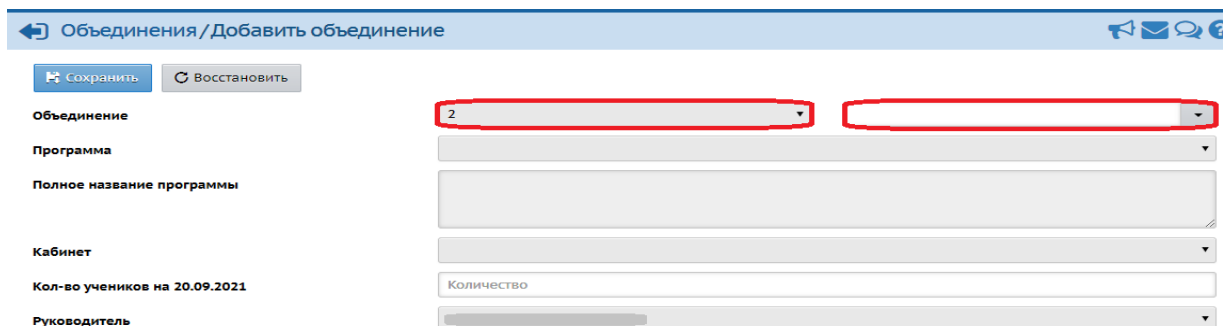 Объединения/Добавить объединение
Сохранить Восстановить
Объединение 2
Программа
Полное название программы
Кабинет
Кол-во учеников на 20.09.2021 Количество
Руководитель